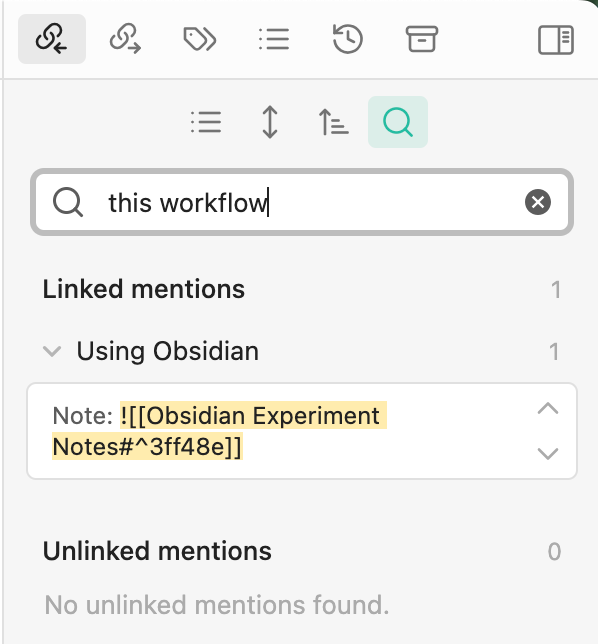 this workflow
Linked mentions 1
Using Obsidian 1
Note: ![[Obsidian Experiment
Notes#^3ff48e]]
Unlinked mentions 0
No unlinked mentions found.